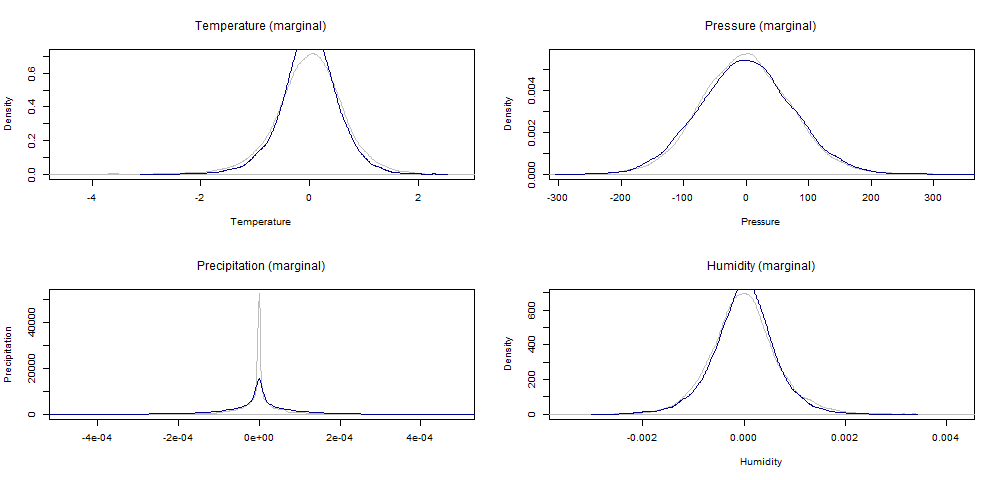 Temperature (marginal)
Density
0.0
0.2
0.4
0.6
-4
-2
0
2
Temperature
Pressure (marginal)
Density
0.000
0.002
0.004
-300
-200
-100
0
100
200
300
Pressure
Precipitation (marginal)
Precipitation
0
20000
40000
-4e-04
-2e-04
0e+00
2e-04
4e-04
Humidity (marginal)
Density
0
200
400
600
-0.002
0.000
0.002
0.004
Humidity